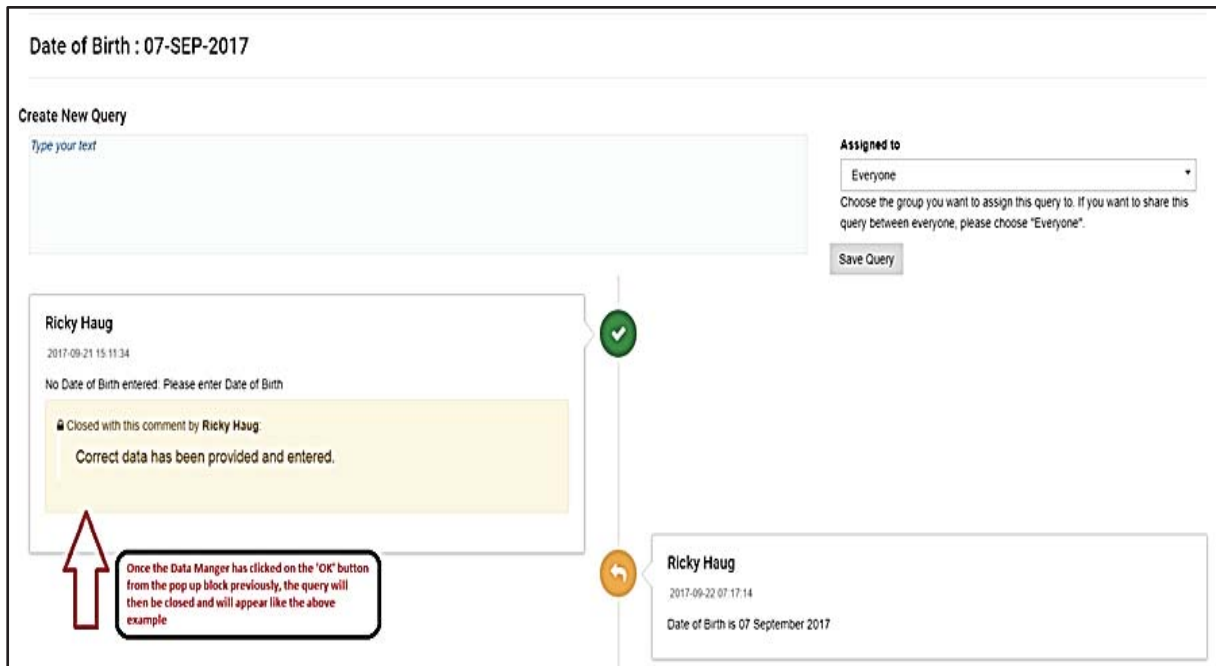 Date of Birth : 07-SEP-2017
Create New Query
Type your text
Assigned to
Everyone
Choose the group you want to assign this query to. If you want to share this
query between everyone, please choose "Everyone".
Save Query
Ricky Haug
2017-09-21 15:11:34
No Date of Birth entered: Please enter Date of Birth
Closed with this comment by Ricky Haug:
Correct data has been provided and entered.
Once the Data Manger has clicked on the 'OK' button
from the pop up block previously, the query will
then be closed and will appear like the above
example
Ricky Haug
2017-09-22 07:17:14
Date of Birth is 07 September 2017